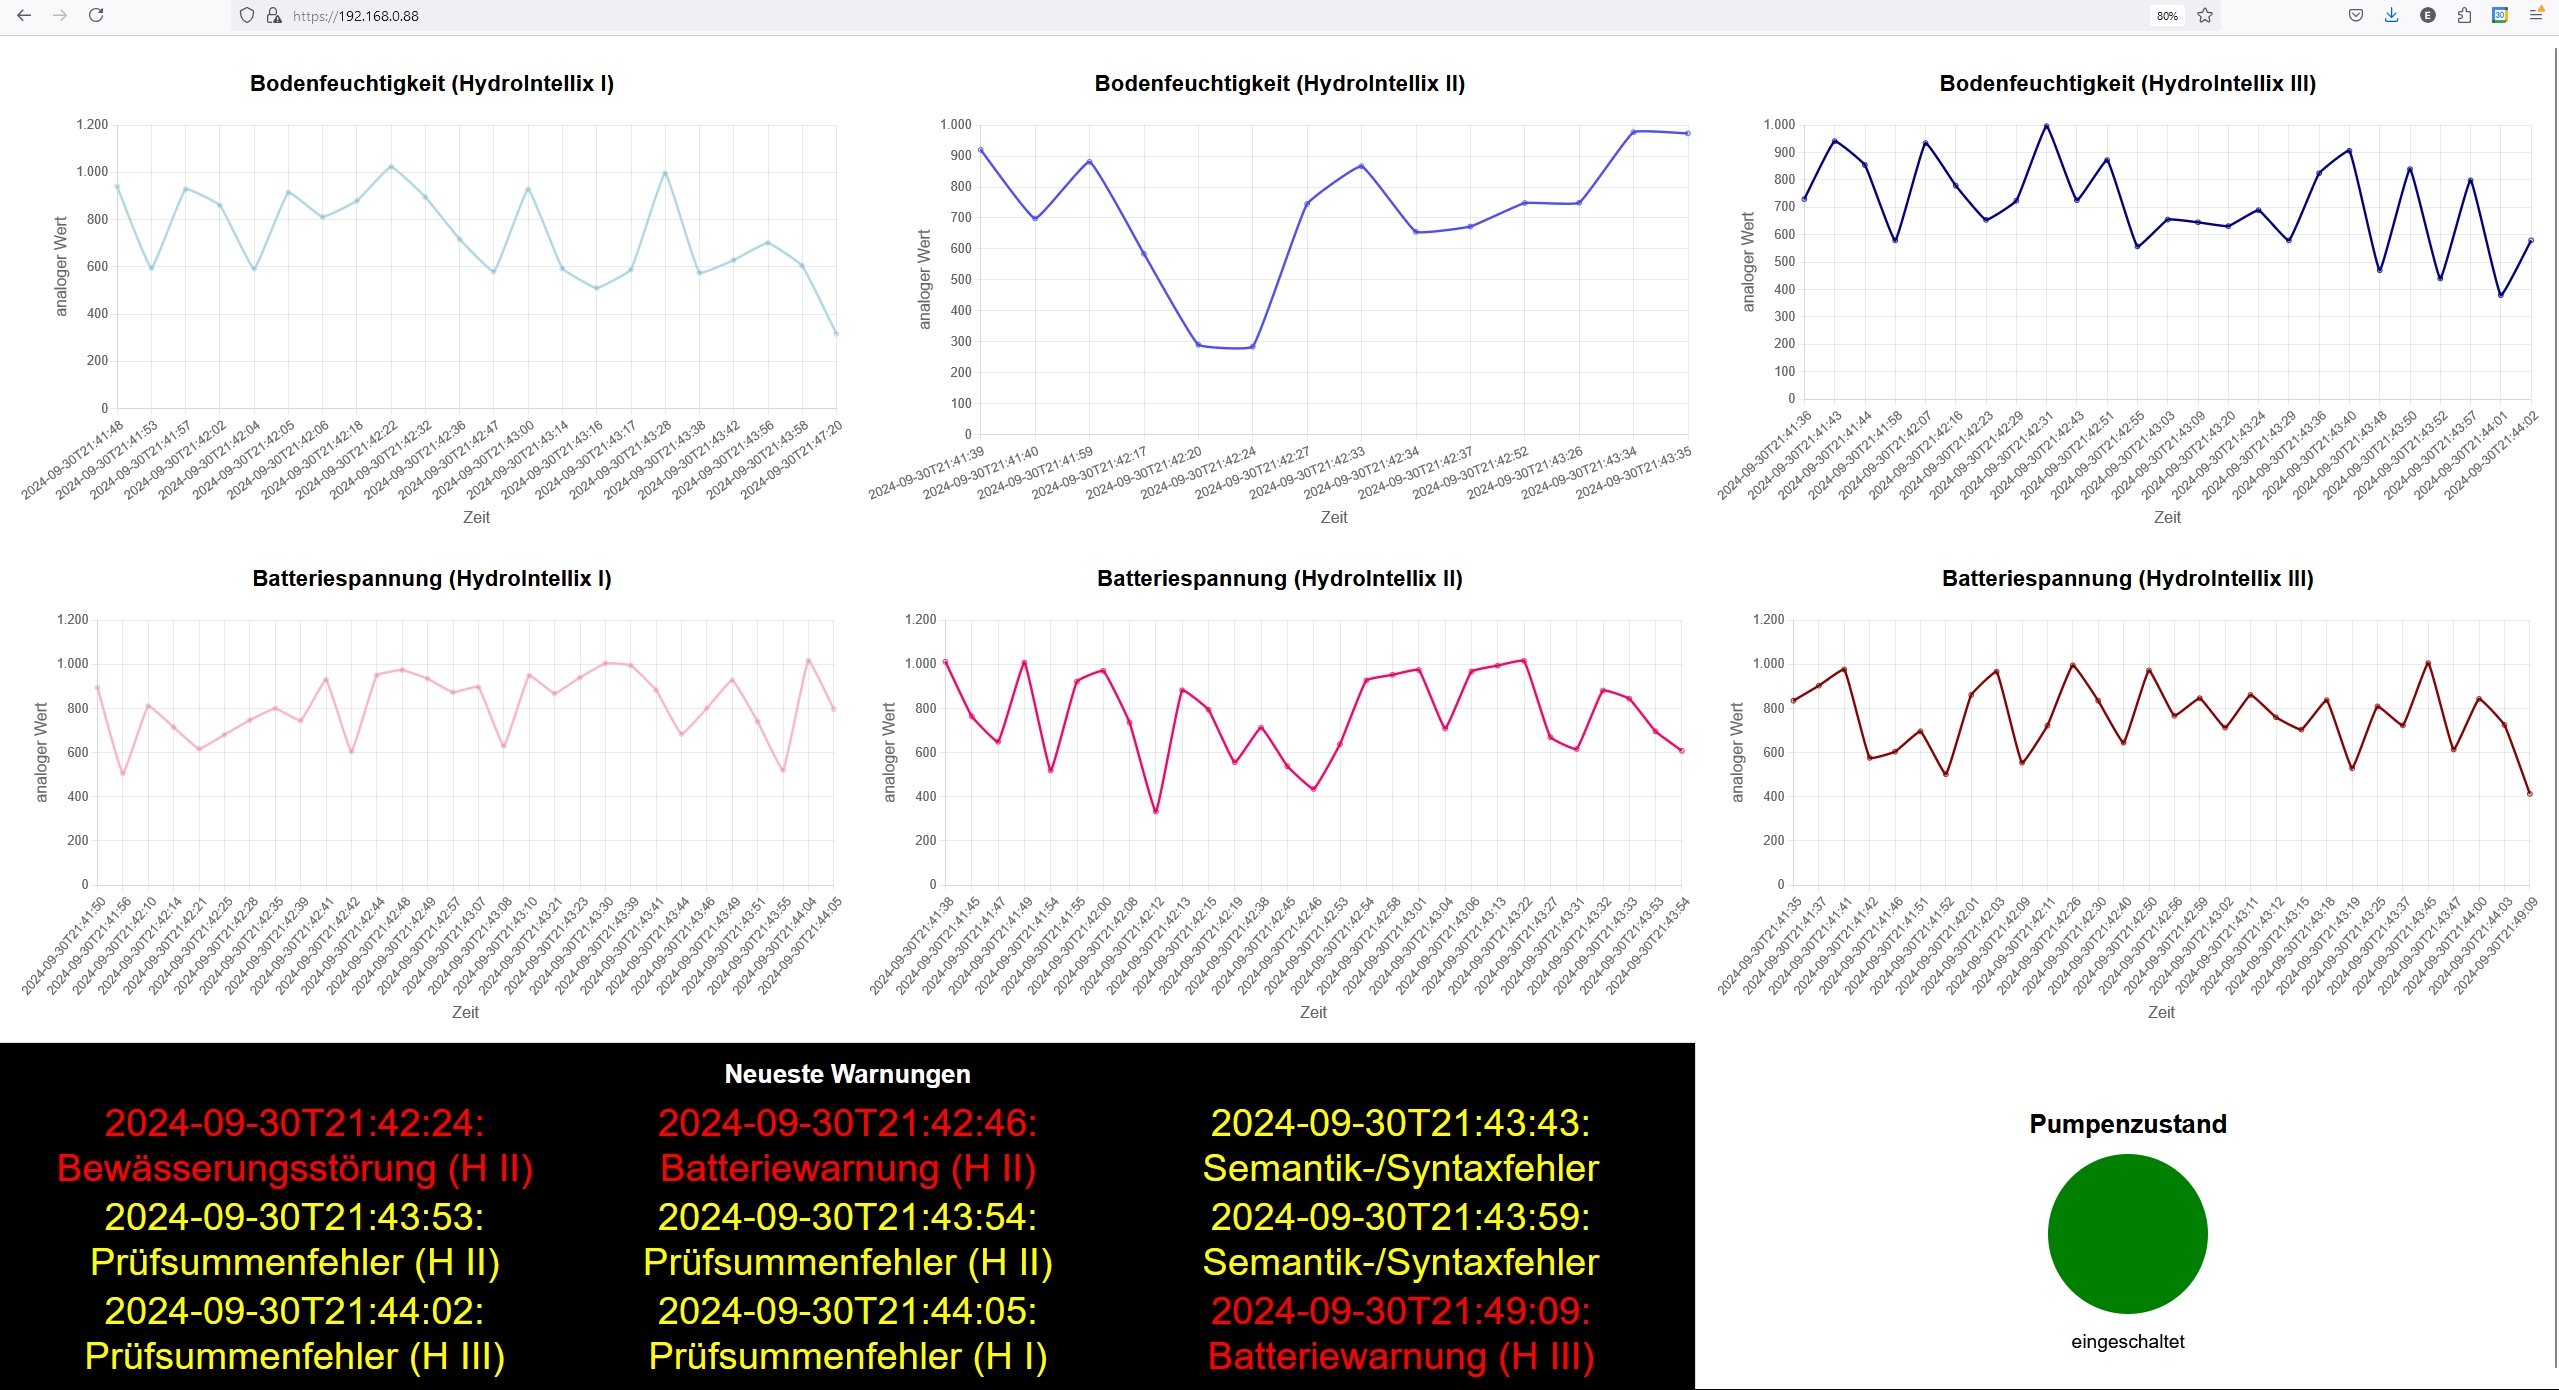 https://192.168.0.88
80%
E
30
Bodenfeuchtigkeit (HydroIntellix I)
1.200
1.000
800
600
400
200
0
analoger Wert
2024-09-30T21:41:48
2024-09-30T21:41:53
2024-09-30T21:41:57
2024-09-30T21:42:02
2024-09-30T21:42:04
2024-09-30T21:42:05
2024-09-30T21:42:06
2024-09-30T21:42:18
2024-09-30T21:42:22
2024-09-30T21:42:32
2024-09-30T21:42:36
2024-09-30T21:42:47
2024-09-30T21:43:00
2024-09-30T21:43:14
2024-09-30T21:43:16
2024-09-30T21:43:17
2024-09-30T21:43:28
2024-09-30T21:43:38
2024-09-30T21:43:42
2024-09-30T21:43:56
2024-09-30T21:43:58
2024-09-30T21:47:20
Zeit
Bodenfeuchtigkeit (HydroIntellix II)
1.000
900
800
700
600
500
400
300
200
100
0
analoger Wert
2024-09-30T21:41:39
2024-09-30T21:41:40
2024-09-30T21:41:59
2024-09-30T21:42:17
2024-09-30T21:42:20
2024-09-30T21:42:24
2024-09-30T21:42:27
2024-09-30T21:42:33
2024-09-30T21:42:34
2024-09-30T21:42:37
2024-09-30T21:42:52
2024-09-30T21:43:26
2024-09-30T21:43:34
2024-09-30T21:43:35
Zeit
Bodenfeuchtigkeit (HydroIntellix III)
1.000
900
800
700
600
500
400
300
200
100
0
analoger Wert
2024-09-30T21:41:36
2024-09-30T21:41:43
2024-09-30T21:41:44
2024-09-30T21:41:58
2024-09-30T21:42:07
2024-09-30T21:42:16
2024-09-30T21:42:23
2024-09-30T21:42:29
2024-09-30T21:42:31
2024-09-30T21:42:43
2024-09-30T21:42:51
2024-09-30T21:42:55
2024-09-30T21:43:03
2024-09-30T21:43:09
2024-09-30T21:43:20
2024-09-30T21:43:24
2024-09-30T21:43:29
2024-09-30T21:43:36
2024-09-30T21:43:40
2024-09-30T21:43:48
2024-09-30T21:43:50
2024-09-30T21:43:52
2024-09-30T21:43:57
2024-09-30T21:44:01
2024-09-30T21:44:02
Zeit
Batteriespannung (HydroIntellix I)
1.200
1.000
800
600
400
200
0
analoger Wert
2024-09-30T21:41:50
2024-09-30T21:41:56
2024-09-30T21:42:10
2024-09-30T21:42:14
2024-09-30T21:42:21
2024-09-30T21:42:25
2024-09-30T21:42:28
2024-09-30T21:42:35
2024-09-30T21:42:39
2024-09-30T21:42:41
2024-09-30T21:42:42
2024-09-30T21:42:44
2024-09-30T21:42:48
2024-09-30T21:42:49
2024-09-30T21:42:57
2024-09-30T21:43:07
2024-09-30T21:43:08
2024-09-30T21:43:10
2024-09-30T21:43:21
2024-09-30T21:43:23
2024-09-30T21:43:30
2024-09-30T21:43:39
2024-09-30T21:43:41
2024-09-30T21:43:44
2024-09-30T21:43:46
2024-09-30T21:43:49
2024-09-30T21:43:51
2024-09-30T21:43:55
2024-09-30T21:44:04
2024-09-30T21:44:05
Zeit
Batteriespannung (HydroIntellix II)
1.200
1.000
800
600
400
200
0
analoger Wert
2024-09-30T21:41:38
2024-09-30T21:41:45
2024-09-30T21:41:47
2024-09-30T21:41:49
2024-09-30T21:41:54
2024-09-30T21:41:55
2024-09-30T21:42:00
2024-09-30T21:42:08
2024-09-30T21:42:12
2024-09-30T21:42:13
2024-09-30T21:42:15
2024-09-30T21:42:19
2024-09-30T21:42:38
2024-09-30T21:42:45
2024-09-30T21:42:46
2024-09-30T21:42:53
2024-09-30T21:42:54
2024-09-30T21:42:58
2024-09-30T21:43:01
2024-09-30T21:43:04
2024-09-30T21:43:06
2024-09-30T21:43:13
2024-09-30T21:43:22
2024-09-30T21:43:27
2024-09-30T21:43:31
2024-09-30T21:43:32
2024-09-30T21:43:33
2024-09-30T21:43:53
2024-09-30T21:43:54
Zeit
Batteriespannung (HydroIntellix III)
1.200
1.000
800
600
400
200
0
analoger Wert
2024-09-30T21:41:35
2024-09-30T21:41:37
2024-09-30T21:41:41
2024-09-30T21:41:42
2024-09-30T21:41:46
2024-09-30T21:41:51
2024-09-30T21:41:52
2024-09-30T21:42:01
2024-09-30T21:42:03
2024-09-30T21:42:09
2024-09-30T21:42:11
2024-09-30T21:42:26
2024-09-30T21:42:30
2024-09-30T21:42:40
2024-09-30T21:42:50
2024-09-30T21:42:56
2024-09-30T21:42:59
2024-09-30T21:43:02
2024-09-30T21:43:11
2024-09-30T21:43:12
2024-09-30T21:43:15
2024-09-30T21:43:18
2024-09-30T21:43:19
2024-09-30T21:43:25
2024-09-30T21:43:37
2024-09-30T21:43:45
2024-09-30T21:43:47
2024-09-30T21:44:00
2024-09-30T21:44:03
2024-09-30T21:49:09
Zeit
Neueste Warnungen
2024-09-30T21:42:24:
Bewässerungsstörung (H II)
2024-09-30T21:42:46:
Batteriewarnung (H II)
2024-09-30T21:43:43:
Semantik-/Syntaxfehler
2024-09-30T21:43:53:
Prüfsummenfehler (H II)
2024-09-30T21:43:54:
Prüfsummenfehler (H II)
2024-09-30T21:43:59:
Semantik-/Syntaxfehler
2024-09-30T21:44:02:
Prüfsummenfehler (H III)
2024-09-30T21:44:05:
Prüfsummenfehler (H I)
2024-09-30T21:49:09:
Batteriewarnung (H III)
Pumpenzustand
eingeschaltet